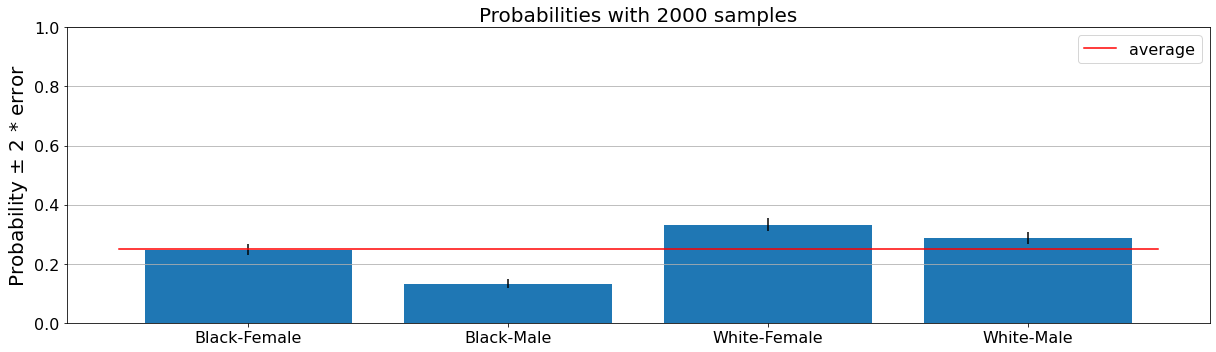 Probabilities with 2000 samples
Probability ± 2 * error
1.0
0.8
0.6
0.4
0.2
0.0
average
Black-Female
Black-Male
White-Female
White-Male